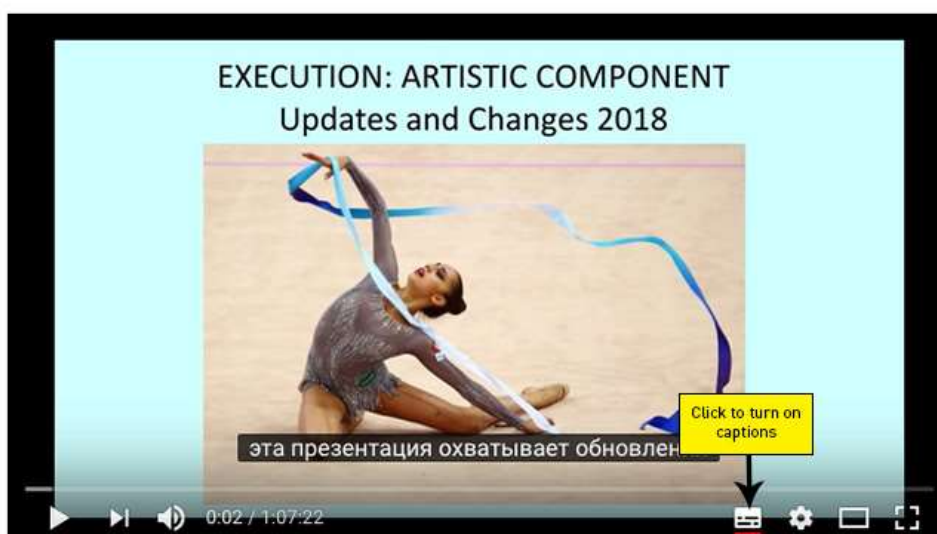 EXECUTION: ARTISTIC COMPONENT
Updates and Changes 2018
Click to turn on
captions
эта презентация охватывает
0:02 / 1:07:22